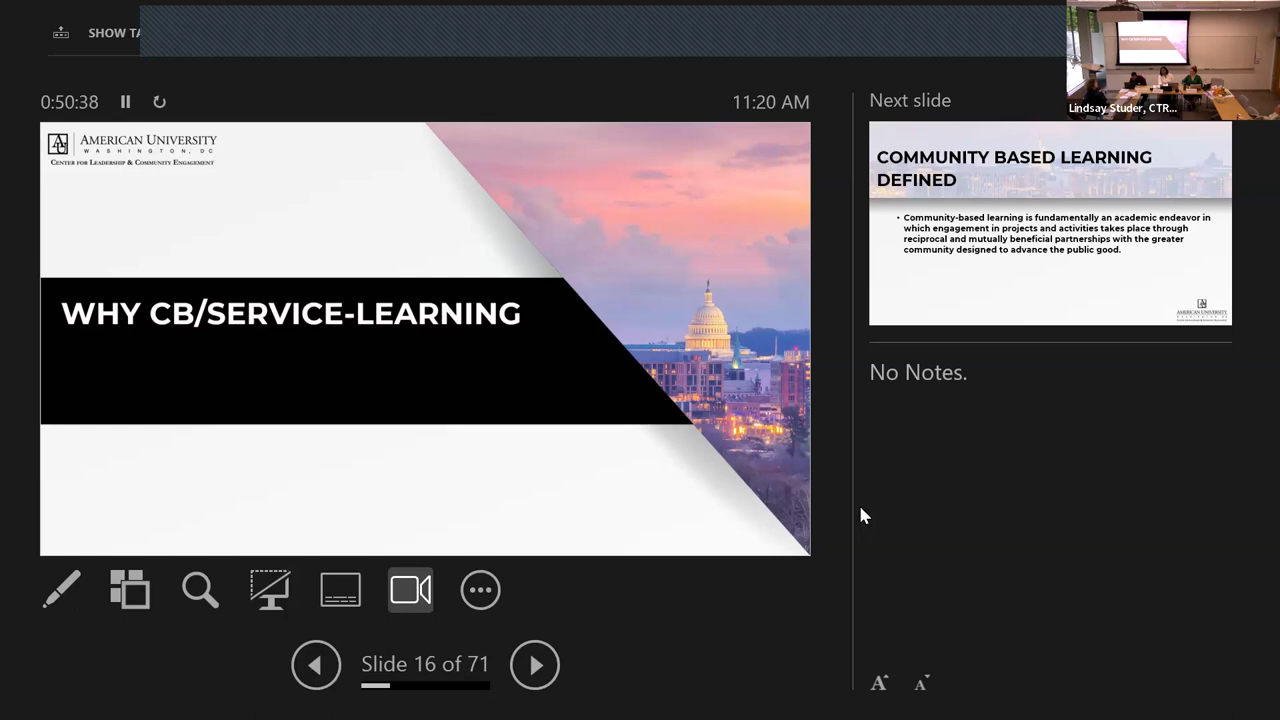 SHOW TA
Lindsay Studer, CTR...
0:50:38
11:20 AM
Next slide
AMERICAN UNIVERSITY
WASHINGTON, DC
CENTER FOR LEADERSHIP & COMMUNITY ENGAGEMENT
WHY CB/SERVICE-LEARNING
COMMUNITY BASED LEARNING
DEFINED
• Community-based learning is fundamentally an academic endeavor in
which engagement in projects and activities takes place through
reciprocal and mutually beneficial partnerships with the greater
community designed to advance the public good.
AMERICAN UNIVERSITY
No Notes.
Slide 16 of 71
A A